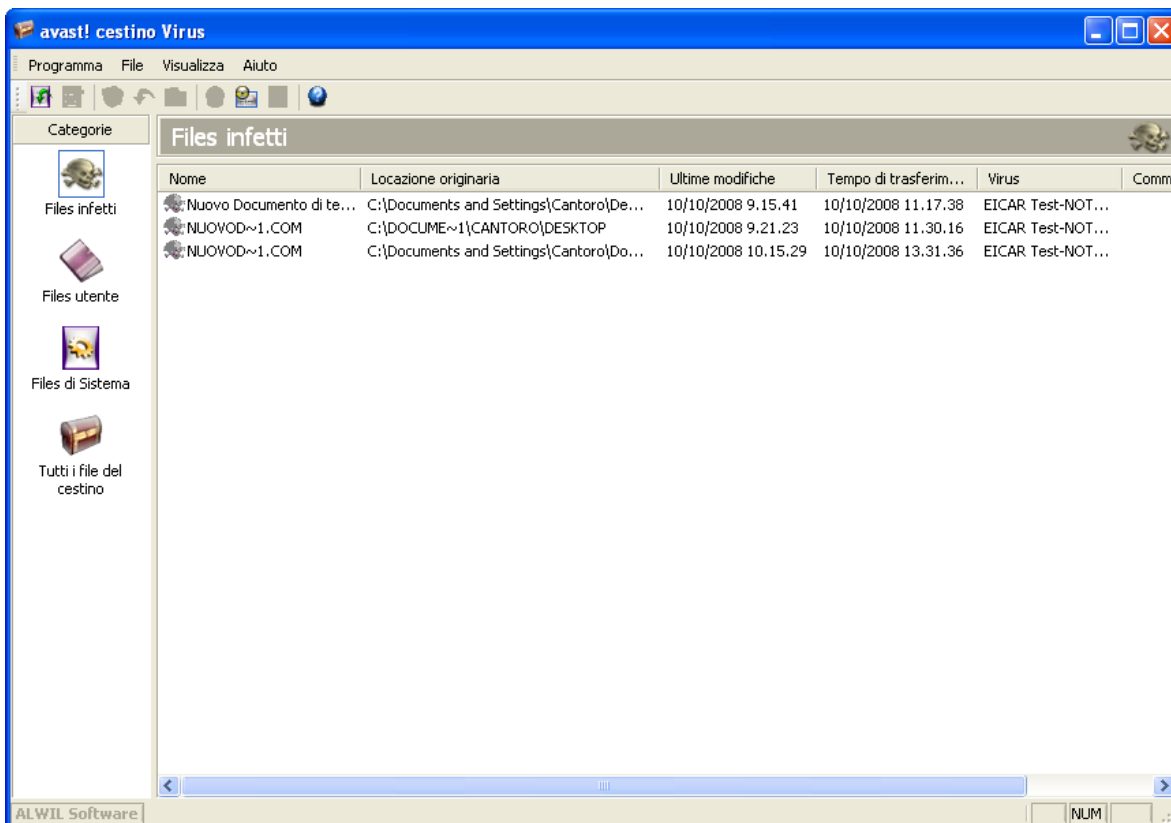 avast! cestino Virus
Programma File Visualizza Aiuto
Categorie
Files infetti
Files utente
Files di Sistema
Tutti i file del
cestino
Files infetti
Nome Locazione originaria Ultime modifiche Tempo di trasferim... Virus Comm
Nuovo Documento di te... C:\Documents and Settings\Cantoro\De... 10/10/2008 9.15.41 10/10/2008 11.17.38 EICAR Test-NOT...
NUOVOD~1.COM C:\DOCUME~1\CANTORO\DESKTOP 10/10/2008 9.21.23 10/10/2008 11.30.16 EICAR Test-NOT...
NUOVOD~1.COM C:\Documents and Settings\Cantoro\Do... 10/10/2008 10.15.29 10/10/2008 13.31.36 EICAR Test-NOT...
ALWIL Software NUM